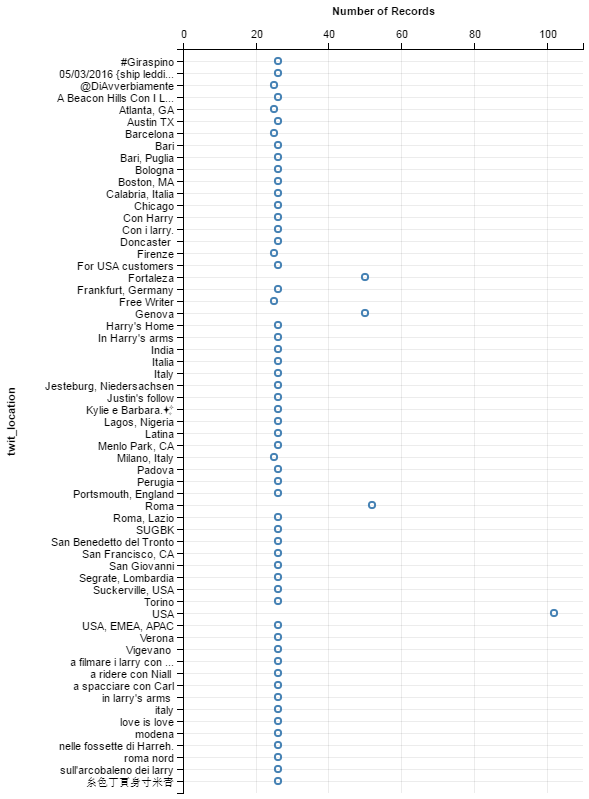 Number of Records
0 20 40 60 80 100
twit_location
#Giraspino
05/03/2016 {ship leddi...
@DiAvverbiamente
A Beacon Hills Con I L...
Atlanta, GA
Austin TX
Barcelona
Bari
Bari, Puglia
Bologna
Boston, MA
Calabria, Italia
Chicago
Con Harry
Con i larry.
Doncaster
Firenze
For USA customers
Fortaleza
Frankfurt, Germany
Free Writer
Genova
Harry's Home
In Harry's arms
India
Italia
Italy
Jesteburg, Niedersachsen
Justin's follow
Kylie e Barbara.✨
Lagos, Nigeria
Latina
Menlo Park, CA
Milano, Italy
Padova
Perugia
Portsmouth, England
Roma
Roma, Lazio
SUGBK
San Benedetto del Tronto
San Francisco, CA
San Giovanni
Segrate, Lombardia
Suckerville, USA
Torino
USA
USA, EMEA, APAC
Verona
Vigevano
a filmare i larry con ...
a ridere con Niall
a spacciare con Carl
in larry's arms
italy
love is love
modena
nelle fossette di Harreh.
roma nord
sull'arcobaleno dei larry